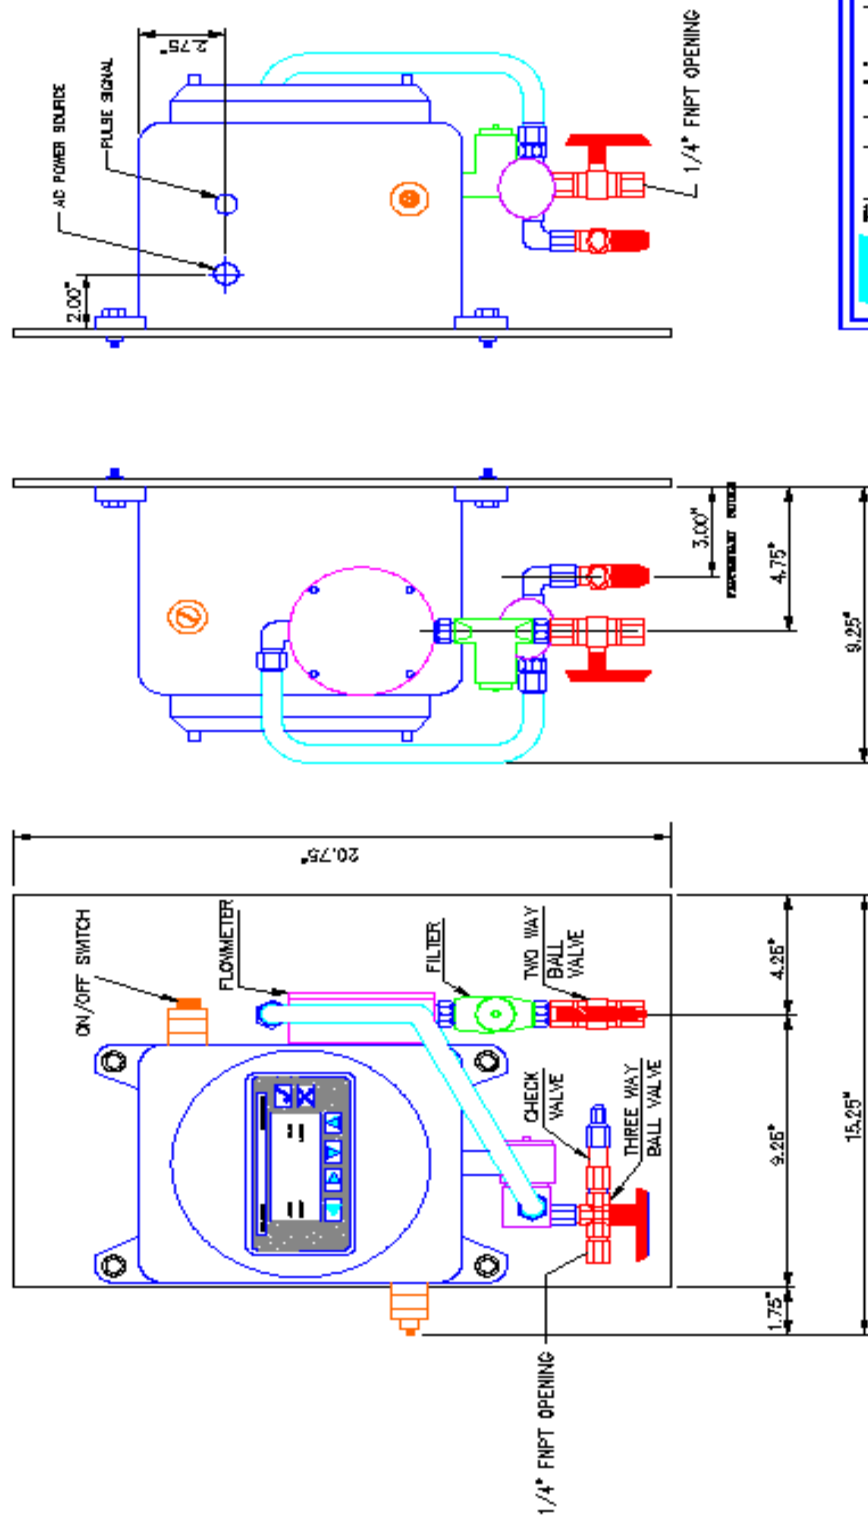 2.75"
PULSE SIGNAL
AC POWER SOURCE
2.00"
1/4" FNPT OPENING
3.00"
4.75"
9.25"
20.75"
ON/OFF SWITCH
FLOWMETER
FILTER
TWO WAY
BALL
VALVE
CHECK
VALVE
THREE WAY
BALL VALVE
4.25"
9.25"
15.25"
1.75"
1/4" FNPT OPENING